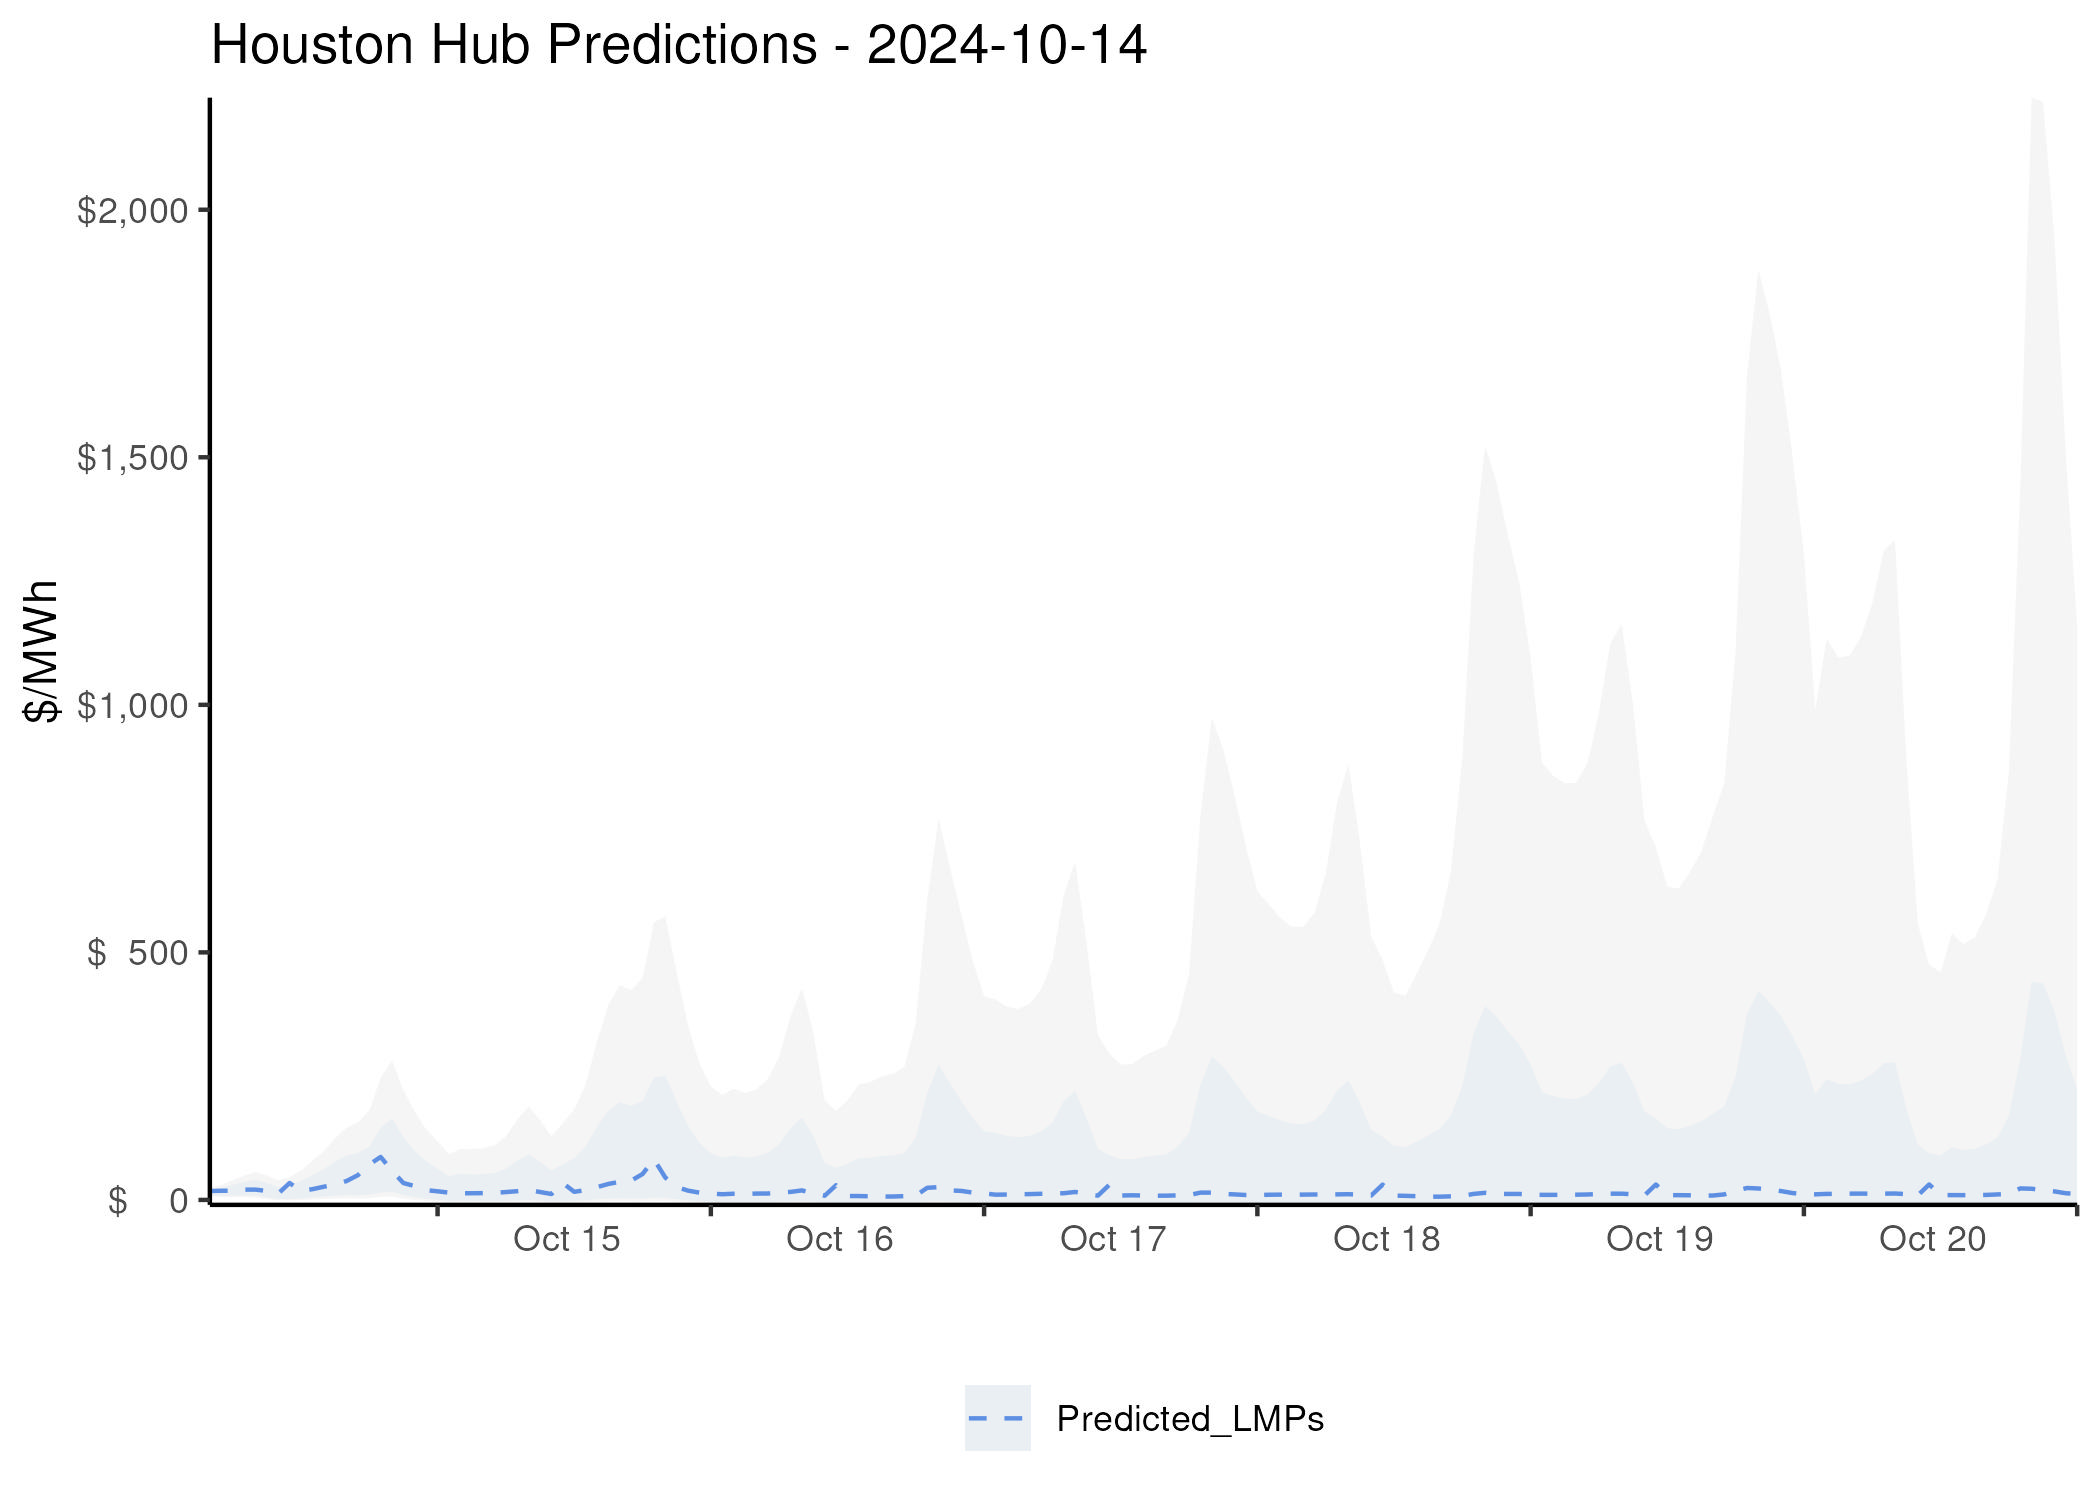 Houston Hub Predictions - 2024-10-14
$/MWh
$2,000
$1,500
$1,000
$  500
$    0
Oct 15 Oct 16 Oct 17 Oct 18 Oct 19 Oct 20
Predicted_LMPs